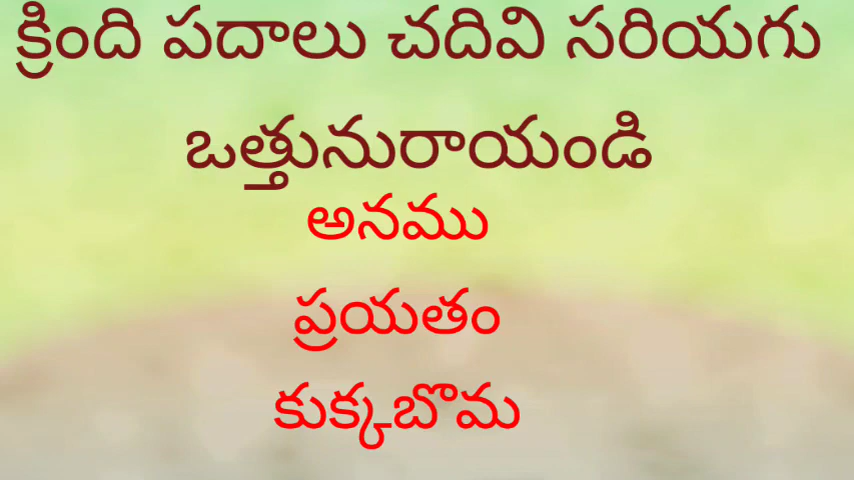 క్రింది పదాలు చదివి సరియగు
ఒత్తునురాయండి
అనము
ప్రయతం
కుక్కబొమ